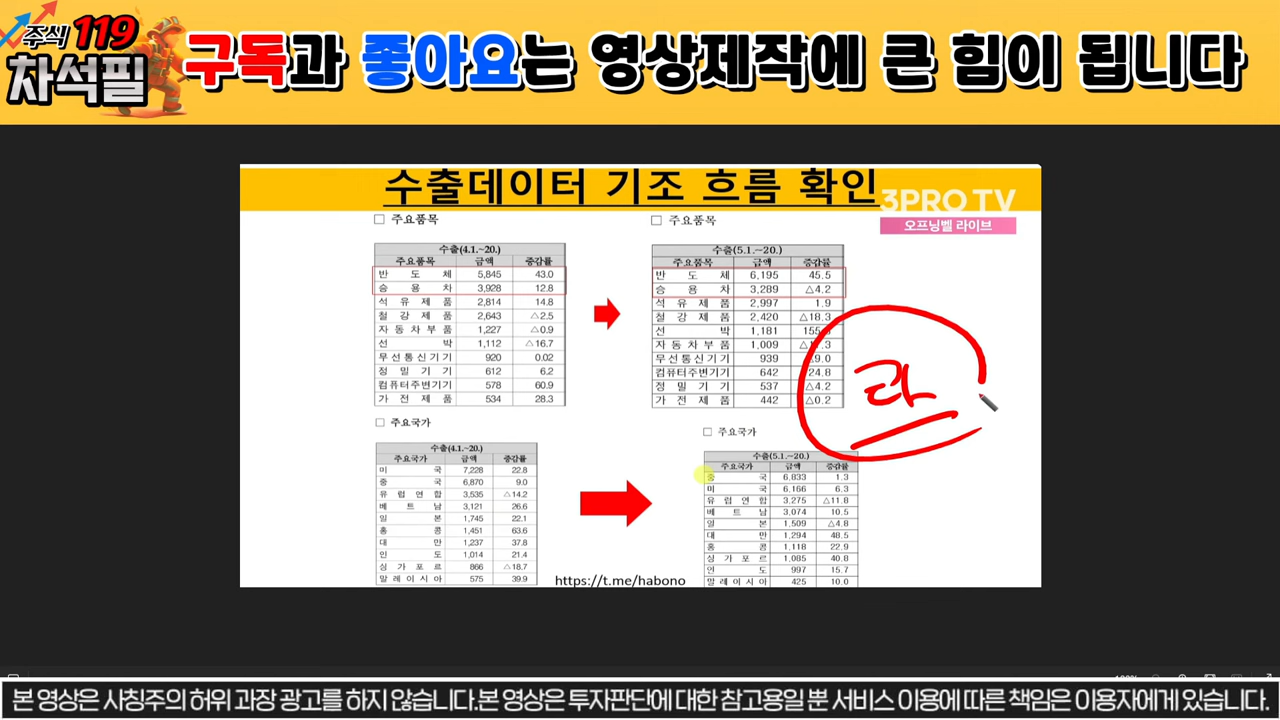 주식 119
차석필
구독과 좋아요는 영상제작에 큰 힘이 됩니다
수출데이터 기조 흐름 확인
3PRO TV
오프닝벨 라이브
□ 주요품목
수출(4.1.~20.)
주요품목 금액 증감률
반도체 5,845 43.0
승용차 3,928 12.8
석유제품 2,814 14.8
철강제품 2,643 △2.5
자동차부품 1,227 △0.9
선박 1,112 △16.7
무선통신기기 920 0.02
정밀기기 612 6.2
컴퓨터주변기기 578 60.9
가전제품 534 28.3
□ 주요품목
수출(5.1.~20.)
주요품목 금액 증감률
반도체 6,195 45.5
승용차 3,289 △4.2
석유제품 2,997 1.9
철강제품 2,420 △18.3
선박 1,181
자동차부품 1,009
무선통신기기 939
컴퓨터주변기기 642 24.8
정밀기기 537 △4.2
가전제품 442 △0.2
□ 주요국가
수출(4.1.~20.)
주요국가 금액 증감률
미국 7,228 22.8
중국 6,870 9.0
유럽연합 3,535 △14.2
베트남 3,121 26.6
일본 1,745 22.1
홍콩 1,451 63.6
대만 1,237 37.8
인도 1,014 21.4
싱가포르 866 △18.7
말레이시아 575 39.9
□ 주요국가
수출(5.1.~20.)
주요국가 금액 증감률
중국 6,833 1.3
미국 6,166 6.3
유럽연합 3,275 △11.8
베트남 3,074 10.5
일본 1,509 △4.8
대만 1,294 48.5
홍콩 1,118 22.9
싱가포르 1,085 40.8
인도 997 15.7
말레이시아 425 10.0
https://t.me/habono
본 영상은 사칭주의 허위 과장 광고를 하지 않습니다.본 영상은 투자판단에 대한 참고용일 뿐 서비스 이용에 따른 책임은 이용자에게 있습니다.